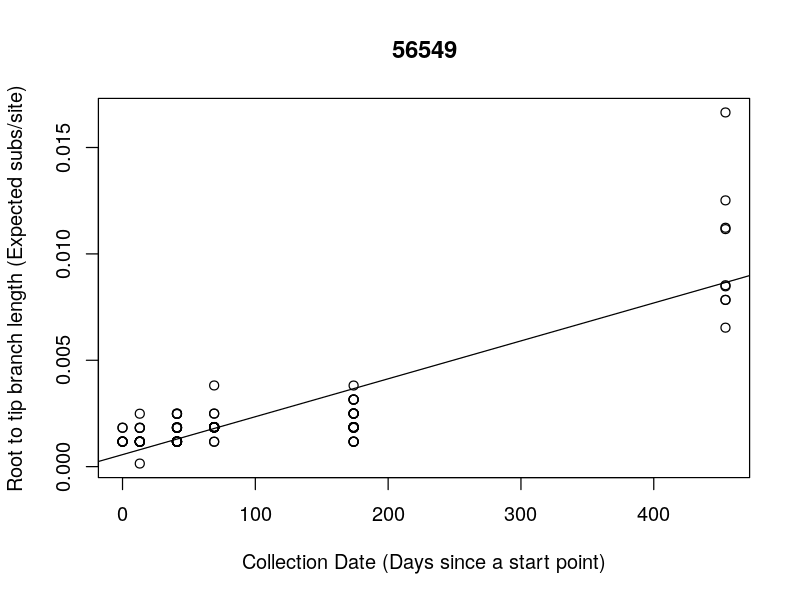 56549
Root to tip branch length (Expected subs/site)
0.015
0.010
0.005
0.000
0 100 200 300 400
Collection Date (Days since a start point)